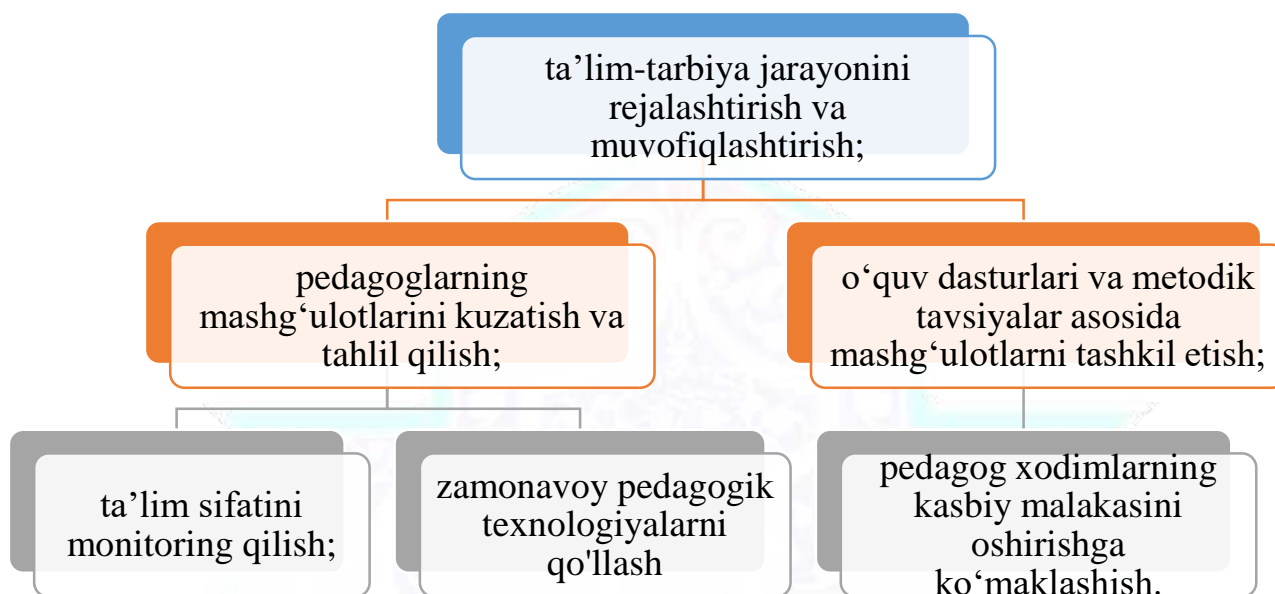 ta’lim-tarbiya jarayonini
rejalashtirish va
muvofiqlashtirish;
pedagoglarning
mashg‘ulotlarini kuzatish va
tahlil qilish;
o‘quv dasturlari va metodik
tavsiyalar asosida
mashg‘ulotlarni tashkil etish;
ta’lim sifatini
monitoring qilish;
zamonavoy pedagogik
texnologiyalarni
qo'llash
pedagog xodimlarning
kasbiy malakasini
oshirishga
ko‘maklashish.